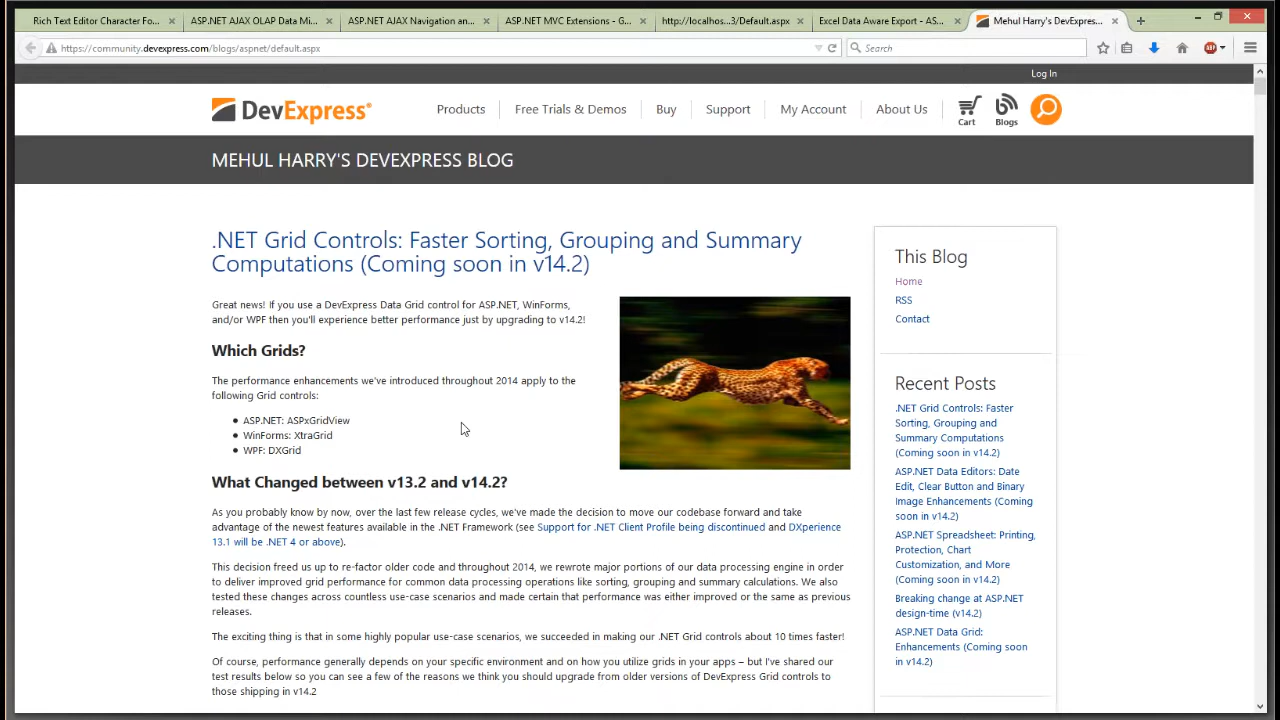 Rich Text Editor Character Fo...
ASP.NET AJAX OLAP Data Mi...
ASP.NET AJAX Navigation an...
ASP.NET MVC Extensions - G...
http://localhos...3/Default.aspx
Excel Data Aware Export - AS...
Mehul Harry's DevExpres...
https://community.devexpress.com/blogs/aspnet/default.aspx
Search
ABP
Log In
DevExpress®
Products
Free Trials & Demos
Buy
Support
My Account
About Us
Cart
Blogs
MEHUL HARRY'S DEVEXPRESS BLOG
.NET Grid Controls: Faster Sorting, Grouping and Summary
Computations (Coming soon in v14.2)
Great news! If you use a DevExpress Data Grid control for ASP.NET, WinForms,
and/or WPF then you'll experience better performance just by upgrading to v14.2!
Which Grids?
The performance enhancements we've introduced throughout 2014 apply to the
following Grid controls:
• ASP.NET: ASPxGridView
• WinForms: XtraGrid
• WPF: DXGrid
What Changed between v13.2 and v14.2?
As you probably know by now, over the last few release cycles, we've made the decision to move our codebase forward and take
advantage of the newest features available in the .NET Framework (see Support for .NET Client Profile being discontinued and DXperience
13.1 will be .NET 4 or above).
This decision freed us up to re-factor older code and throughout 2014, we rewrote major portions of our data processing engine in order
to deliver improved grid performance for common data processing operations like sorting, grouping and summary calculations. We also
tested these changes across countless use-case scenarios and made certain that performance was either improved or the same as previous
releases.
The exciting thing is that in some highly popular use-case scenarios, we succeeded in making our .NET Grid controls about 10 times faster!
Of course, performance generally depends on your specific environment and on how you utilize grids in your apps – but I've shared our
test results below so you can see a few of the reasons we think you should upgrade from older versions of DevExpress Grid controls to
those shipping in v14.2
This Blog
Home
RSS
Contact
Recent Posts
.NET Grid Controls: Faster
Sorting, Grouping and
Summary Computations
(Coming soon in v14.2)
ASP.NET Data Editors: Date
Edit, Clear Button and Binary
Image Enhancements (Coming
soon in v14.2)
ASP.NET Spreadsheet: Printing,
Protection, Chart
Customization, and More
(Coming soon in v14.2)
Breaking change at ASP.NET
design-time (v14.2)
ASP.NET Data Grid:
Enhancements (Coming soon
in v14.2)